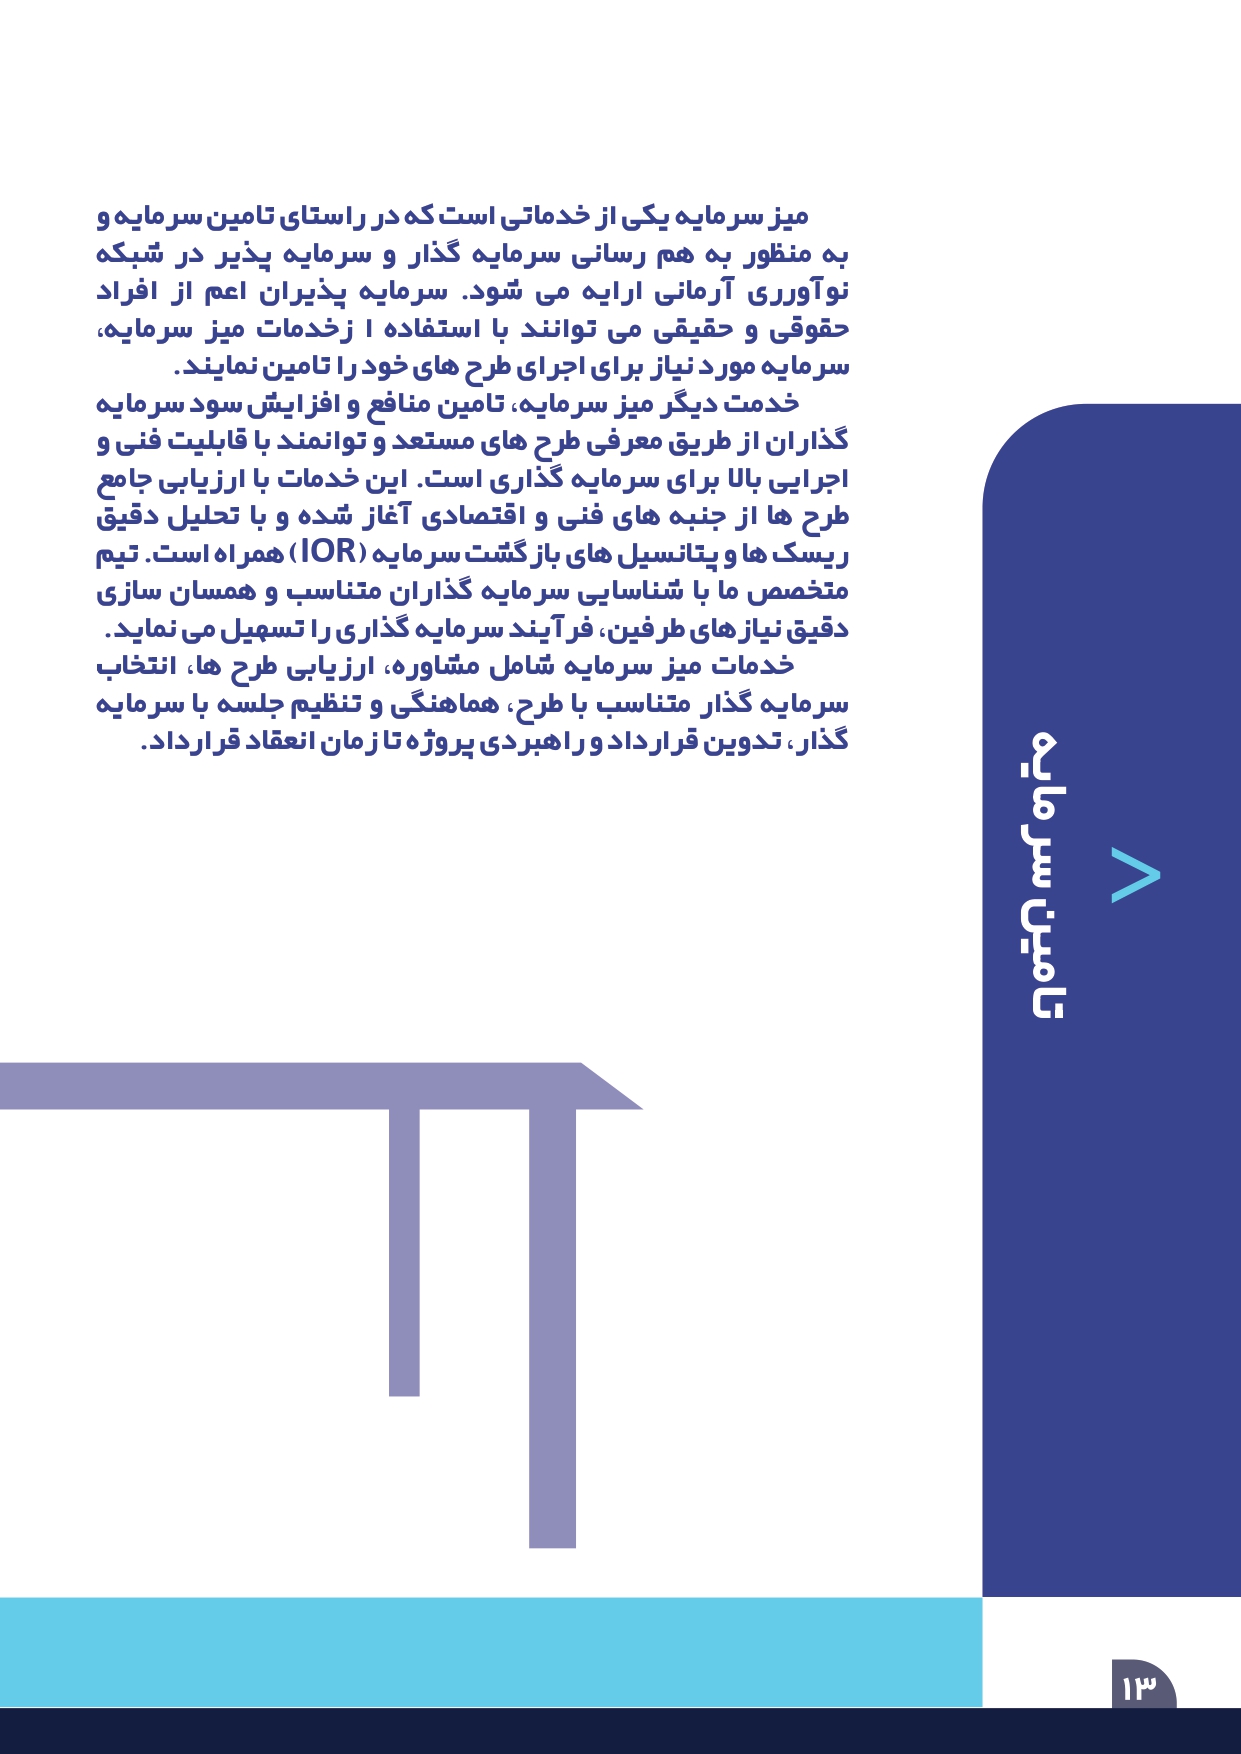 میز سرمایه یکی از خدماتی است که در راستای تامین سرمایه و
به منظور به هم رسانی سرمایه گذار و سرمایه پذیر در شبکه
نوآورری آرمانی ارایه می شود. سرمایه پذیران اعم از افراد
حقوقی و حقیقی می توانند با استفاده ا زخدمات میز سرمایه،
سرمایه مورد نیاز برای اجرای طرح های خود را تامین نمایند.
خدمت دیگر میز سرمایه، تامین منافع و افزایش سود سرمایه
گذاران از طریق معرفی طرح های مستعد و توانمند با قابلیت فنی و
اجرایی بالا برای سرمایه گذاری است. این خدمات با ارزیابی جامع
طرح ها از جنبه های فنی و اقتصادی آغاز شده و با تحلیل دقیق
ریسک ها و پتانسیل های بازگشت سرمایه (IOR) همراه است. تیم
متخصص ما با شناسایی سرمایه گذاران متناسب و همسان سازی
دقیق نیازهای طرفین، فرآیند سرمایه گذاری را تسهیل می نماید.
خدمات میز سرمایه شامل مشاوره، ارزیابی طرح ها، انتخاب
سرمایه گذار متناسب با طرح، هماهنگی و تنظیم جلسه با سرمایه
گذار، تدوین قرارداد و راهبردی پروژه تا زمان انعقاد قرارداد.
تامین سرمایه
>
۱۳